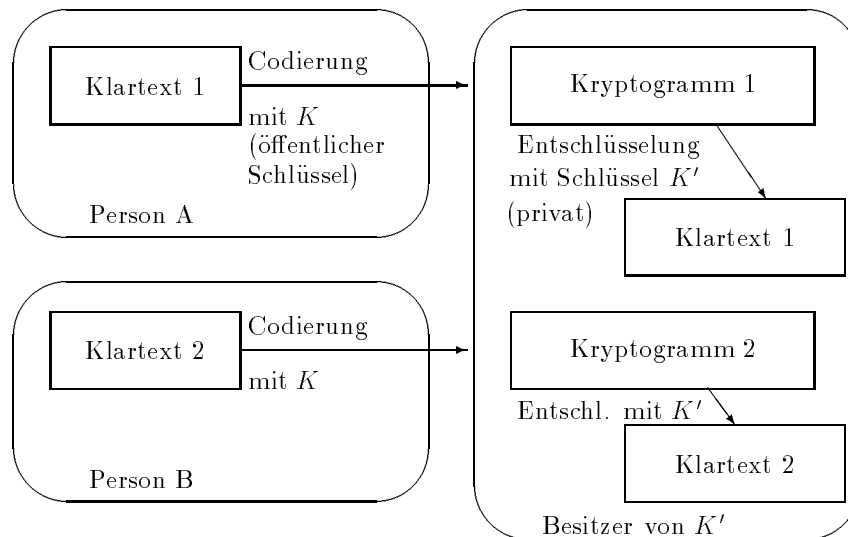 Klartext 1
Codierung
mit K
(öffentlicher
Schlüssel)
Person A
Kryptogramm 1
Entschlüsselung
mit Schlüssel K′
(privat)
Klartext 1
Klartext 2
Codierung
mit K
Person B
Kryptogramm 2
Entschl. mit K′
Klartext 2
Besitzer von K′